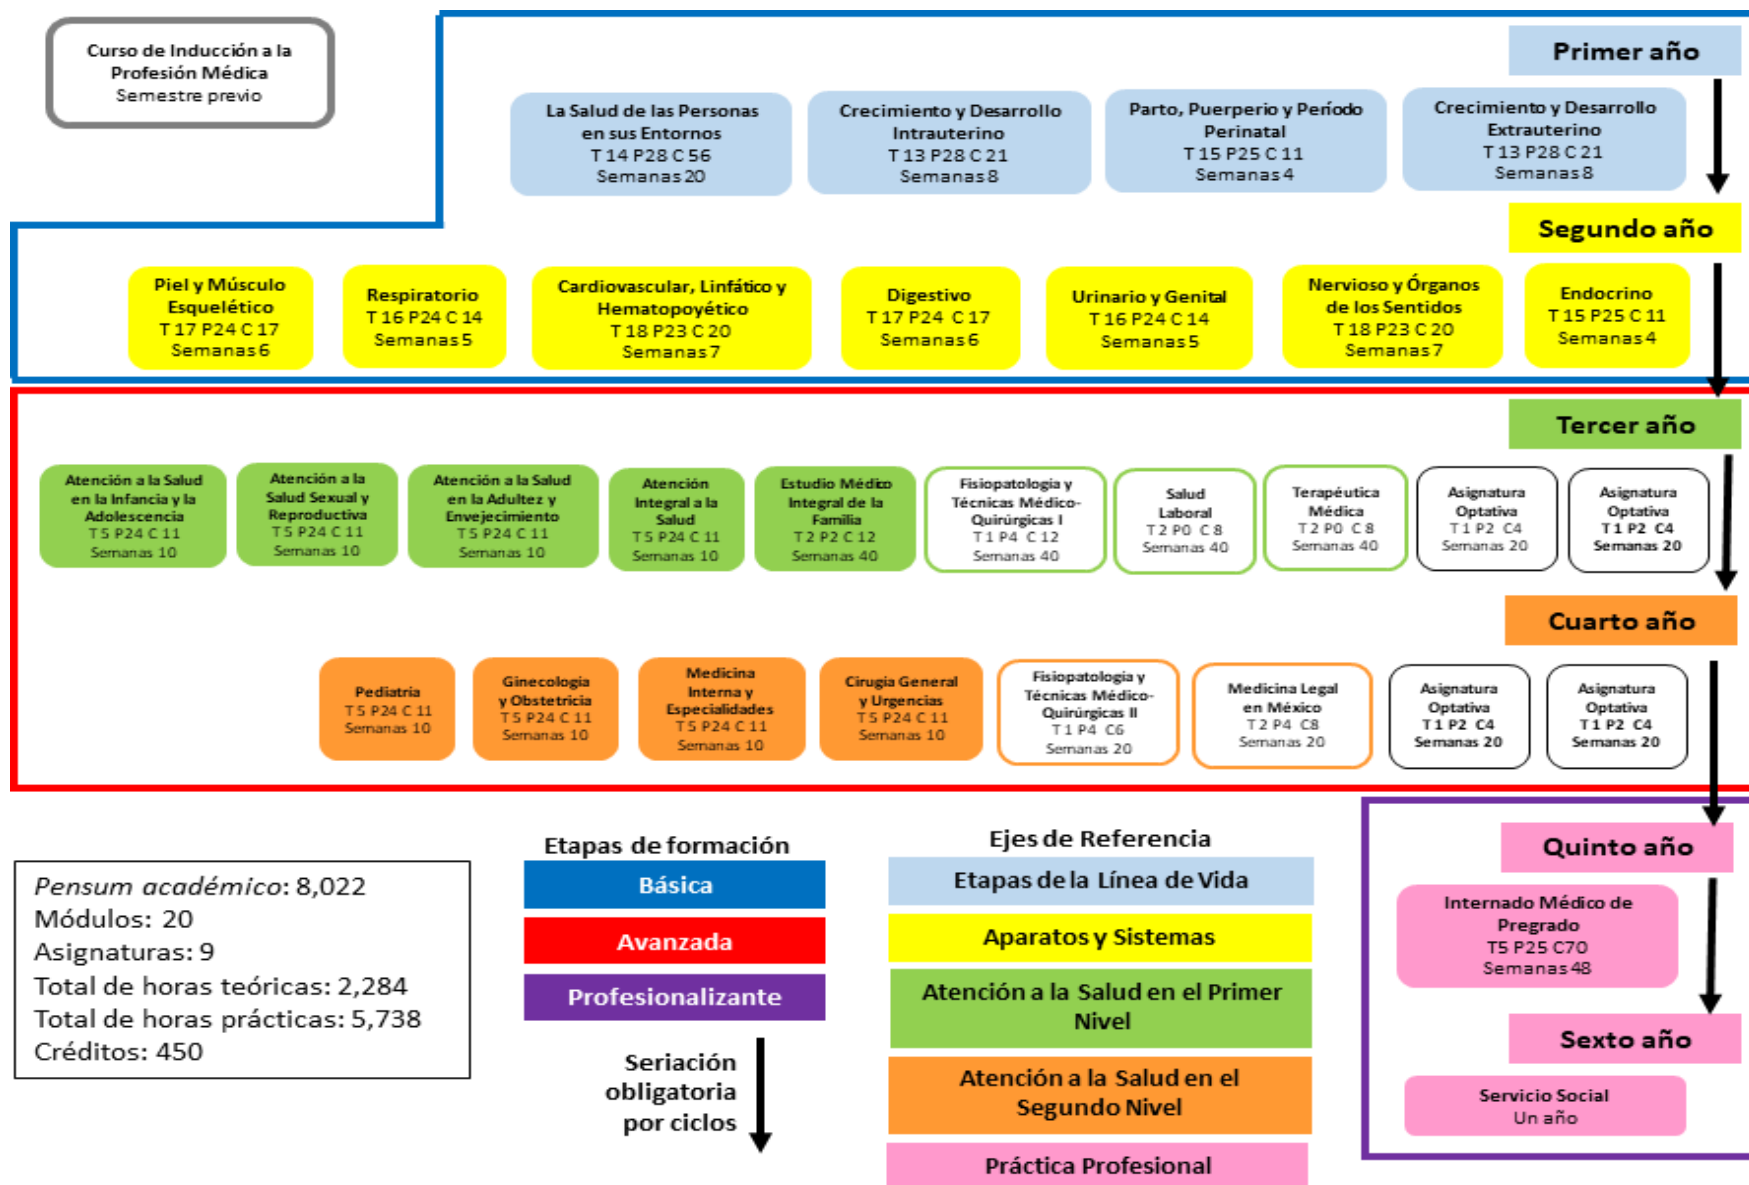 Curso de Inducción a la
Profesión Médica
Semestre previo
Primer año
La Salud de las Personas
en sus Entornos
T 14 P28 C 56
Semanas 20
Crecimiento y Desarrollo
Intrauterino
T 13 P28 C 21
Semanas 8
Parto, Puerperio y Período
Perinatal
T 15 P25 C 11
Semanas 4
Crecimiento y Desarrollo
Extrauterino
T 13 P28 C 21
Semanas 8
Segundo año
Piel y Músculo
Esquelético
T 17 P24 C 17
Semanas 6
Respiratorio
T 16 P24 C 14
Semanas 5
Cardiovascular, Linfático y
Hematopoyético
T 18 P23 C 20
Semanas 7
Digestivo
T 17 P24 C 17
Semanas 6
Urinario y Genital
T 16 P24 C 14
Semanas 5
Nervioso y Órganos
de los Sentidos
T 18 P23 C 20
Semanas 7
Endocrino
T 15 P25 C 11
Semanas 4
Tercer año
Atención a la Salud
en la Infancia y la
Adolescencia
T 5 P24 C 11
Semanas 10
Atención a la
Salud Sexual y
Reproductiva
T 5 P24 C 11
Semanas 10
Atención a la Salud
en la Adultez y
Envejecimiento
T 5 P24 C 11
Semanas 10
Atención
Integral a la
Salud
T 5 P24 C 11
Semanas 10
Estudio Médico
Integral de la
Familia
T 2 P2 C 12
Semanas 40
Fisiopatología y
Técnicas Médico-
Quirúrgicas I
T 1 P4 C 12
Semanas 40
Salud
Laboral
T 2 P0 C 8
Semanas 40
Terapéutica
Médica
T 2 P0 C 8
Semanas 40
Asignatura
Optativa
T 1 P2 C4
Semanas 20
Asignatura
Optativa
T 1 P2 C4
Semanas 20
Cuarto año
Pediatría
T 5 P24 C 11
Semanas 10
Ginecología
y Obstetricia
T 5 P24 C 11
Semanas 10
Medicina
Interna y
Especialidades
T 5 P24 C 11
Semanas 10
Cirugía General
y Urgencias
T 5 P24 C 11
Semanas 10
Fisiopatología y
Técnicas Médico-
Quirúrgicas II
T 1 P4 C6
Semanas 20
Medicina Legal
en México
T 2 P4 C8
Semanas 20
Asignatura
Optativa
T 1 P2 C4
Semanas 20
Asignatura
Optativa
T 1 P2 C4
Semanas 20
Pensum académico: 8,022
Módulos: 20
Asignaturas: 9
Total de horas teóricas: 2,284
Total de horas prácticas: 5,738
Créditos: 450
Etapas de formación
Básica
Avanzada
Profesionalizante
Seriación
obligatoria
por ciclos
Ejes de Referencia
Etapas de la Línea de Vida
Aparatos y Sistemas
Atención a la Salud en el Primer
Nivel
Atención a la Salud en el
Segundo Nivel
Práctica Profesional
Quinto año
Internado Médico de
Pregrado
T5 P25 C70
Semanas 48
Sexto año
Servicio Social
Un año